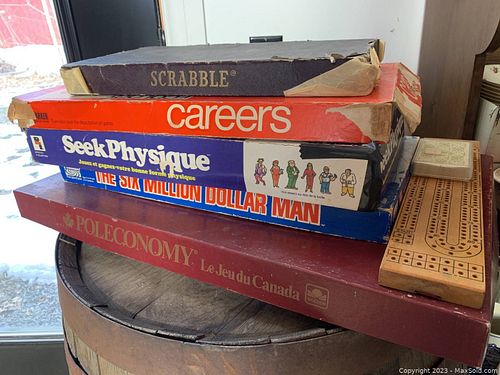 SCRABBLE®
careers
Seek Physique
Jouez et gagnez votre bonne forme physique
THE SIX MILLION DOLLAR MAN
POLECONOMY
Le Jeu du Canada
Copyright 2023 - MaxSold.com